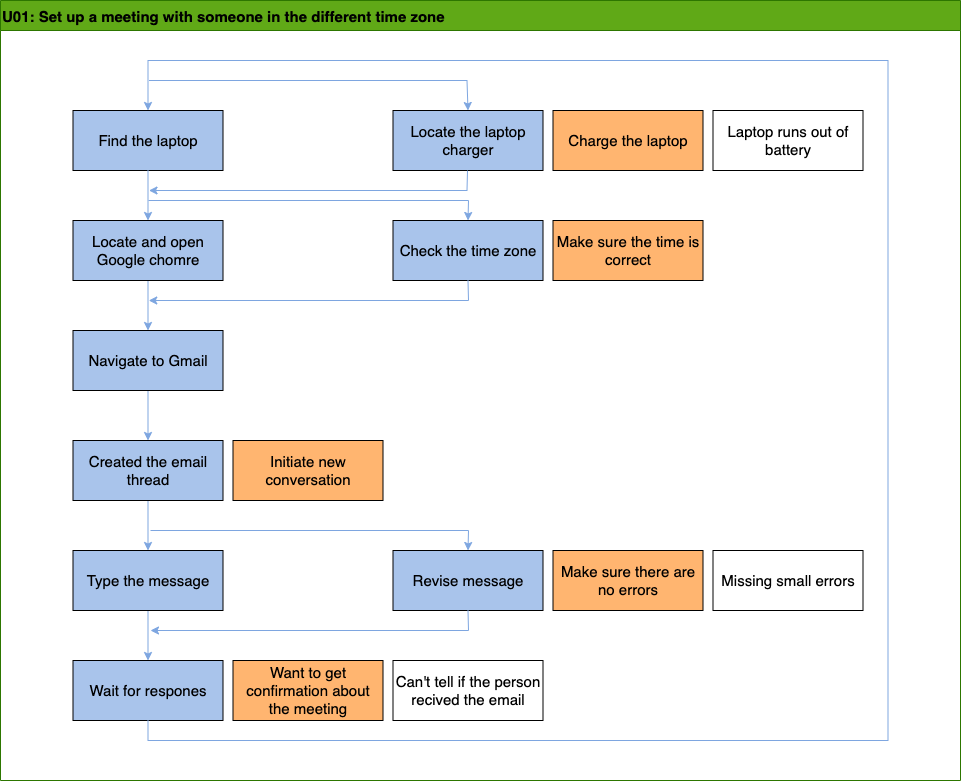 U01: Set up a meeting with someone in the different time zone
Find the laptop
Locate the laptop
charger
Charge the laptop
Laptop runs out of
battery
Locate and open
Google chomre
Check the time zone
Make sure the time is
correct
Navigate to Gmail
Created the email
thread
Initiate new
conversation
Type the message
Revise message
Make sure there are
no errors
Missing small errors
Wait for respones
Want to get
confirmation about
the meeting
Can't tell if the person
recived the email